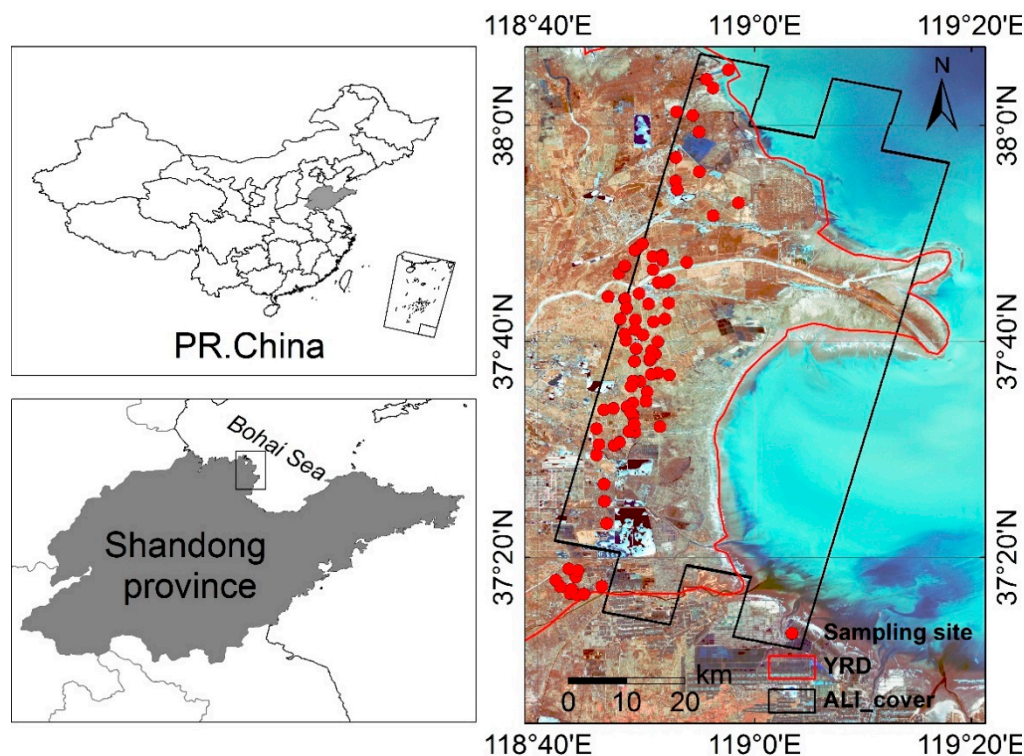 PR.China
Bohai Sea
Shandong
province
118°40'E 119°0'E 119°20'E
N
38°0'N
38°0'N
37°40'N
37°40'N
37°20'N
37°20'N
Sampling site
YRD
ALI_cover
km
0 10 20
118°40'E 119°0'E 119°20'E